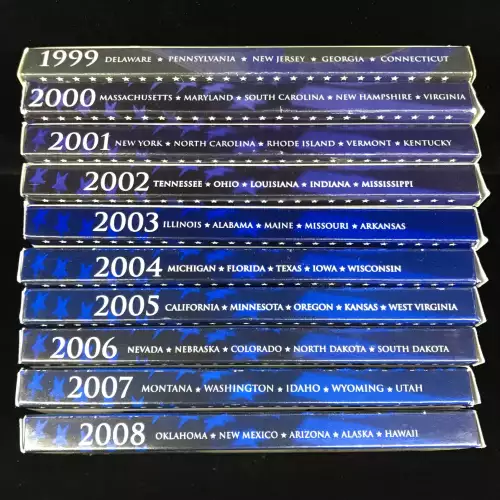 1999 DELAWARE ★ PENNSYLVANIA ★ NEW JERSEY ★ GEORGIA ★ CONNECTICUT
2000 MASSACHUSETTS ★ MARYLAND ★ SOUTH CAROLINA ★ NEW HAMPSHIRE ★ VIRGINIA
2001 NEW YORK ★ NORTH CAROLINA ★ RHODE ISLAND ★ VERMONT ★ KENTUCKY
2002 TENNESSEE ★ OHIO ★ LOUISIANA ★ INDIANA ★ MISSISSIPPI
2003 ILLINOIS ★ ALABAMA ★ MAINE ★ MISSOURI ★ ARKANSAS
2004 MICHIGAN ★ FLORIDA ★ TEXAS ★ IOWA ★ WISCONSIN
2005 CALIFORNIA ★ MINNESOTA ★ OREGON ★ KANSAS ★ WEST VIRGINIA
2006 NEVADA ★ NEBRASKA ★ COLORADO ★ NORTH DAKOTA ★ SOUTH DAKOTA
2007 MONTANA ★ WASHINGTON ★ IDAHO ★ WYOMING ★ UTAH
2008 OKLAHOMA ★ NEW MEXICO ★ ARIZONA ★ ALASKA ★ HAWAII